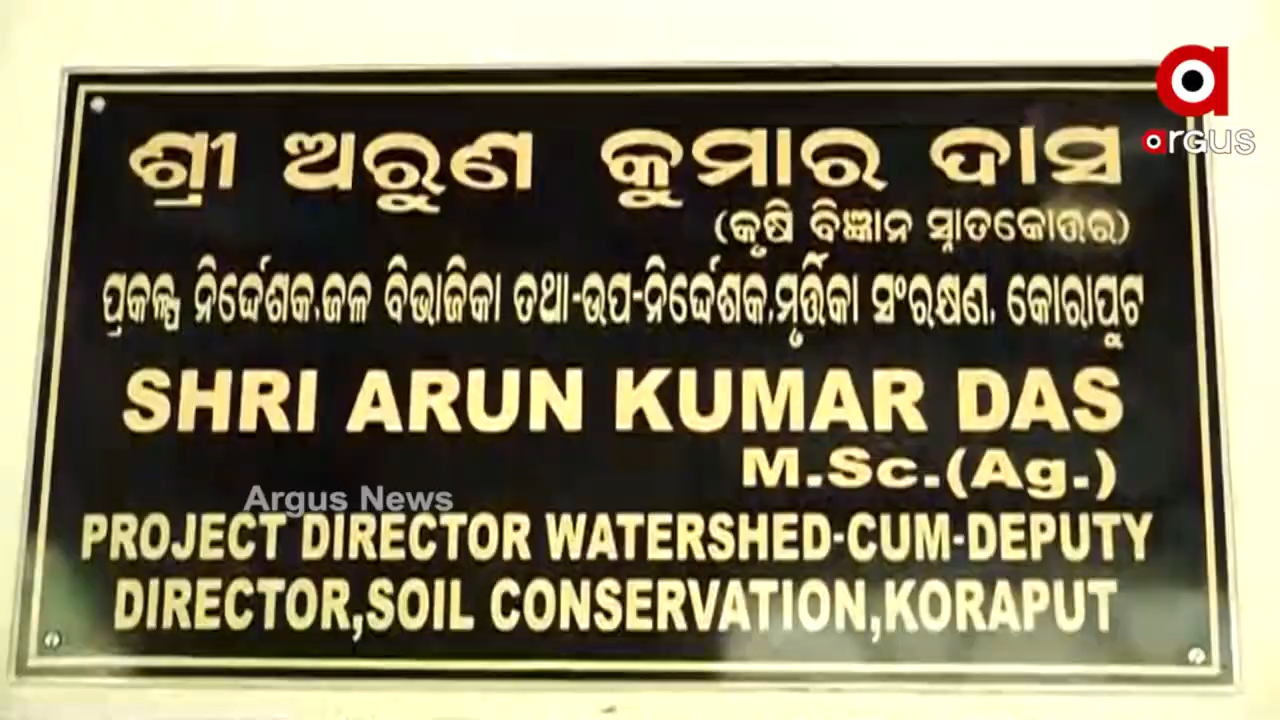 ଶ୍ରୀ ଅରୁଣ କୁମାର ଦାସ
(କୃଷି ବିଜ୍ଞାନ ସ୍ନାତକୋତ୍ତର)
ପ୍ରକଳ୍ପ ନିର୍ଦ୍ଦେଶକ,ଜଳ ବିଭାଜିକା ତଥା-ଉପ-ନିର୍ଦ୍ଦେଶକ,ମୃର୍ତ୍ତିକା ସଂରକ୍ଷଣ, କୋରାପୁଟ
SHRI ARUN KUMAR DAS
M.Sc.(Ag.)
PROJECT DIRECTOR WATERSHED-CUM-DEPUTY
DIRECTOR,SOIL CONSERVATION,KORAPUT
argus
Argus News